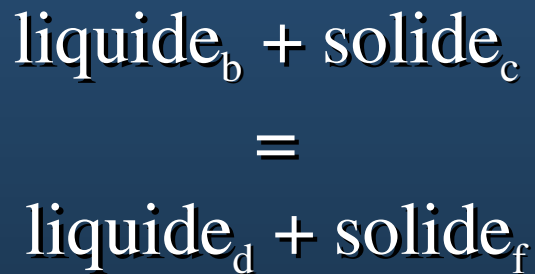 liquide_b + solide_c
=
liquide_d + solide_f